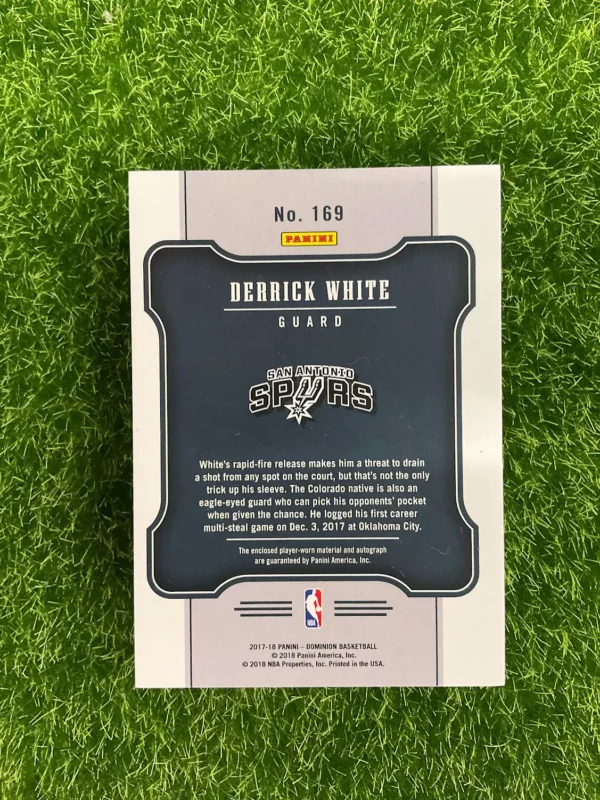 No. 169
PANINI
DERRICK WHITE
GUARD
SAN ANTONIO
SPURS
White's rapid-fire release makes him a threat to drain
a shot from any spot on the court, but that's not the only
trick up his sleeve. The Colorado native is also an
eagle-eyed guard who can pick his opponents' pocket
when given the chance. He logged his first career
multi-steal game on Dec. 3, 2017 at Oklahoma City.
The enclosed player-worn material and autograph
are guaranteed by Panini America, Inc.
NBA
2017-18 PANINI – DOMINION BASKETBALL
© 2018 Panini America, Inc.
© 2018 NBA Properties, Inc. Printed in the USA.